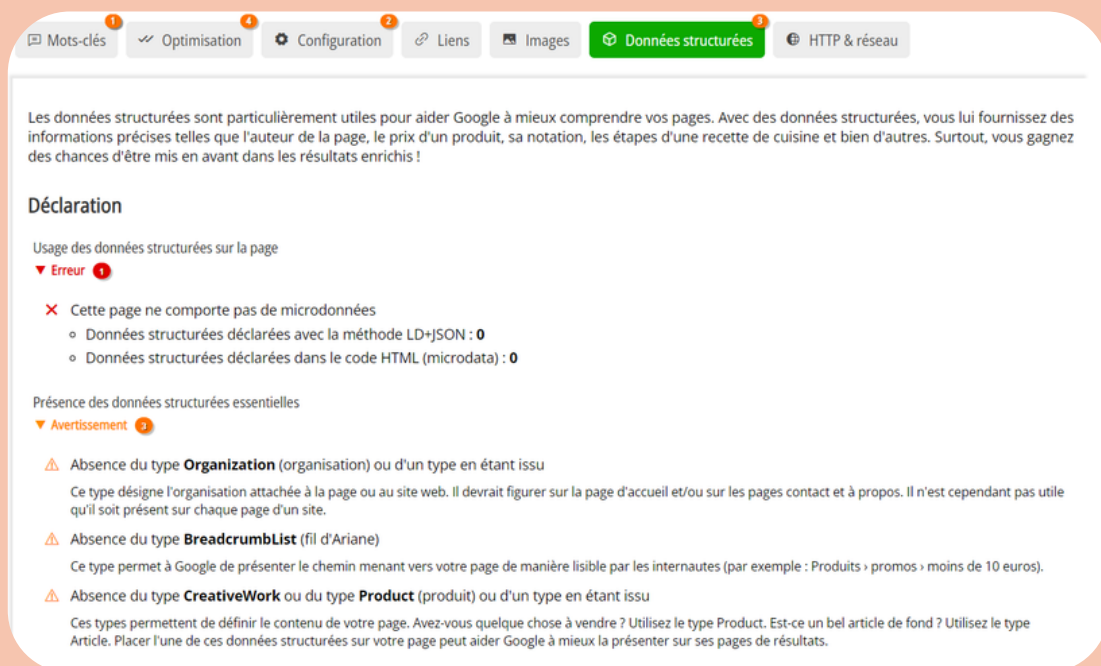 Mots-clés 1
Optimisation 4
Configuration 2
Liens
Images
Données structurées 3
HTTP & réseau
Les données structurées sont particulièrement utiles pour aider Google à mieux comprendre vos pages. Avec des données structurées, vous lui fournissez des
informations précises telles que l'auteur de la page, le prix d'un produit, sa notation, les étapes d'une recette de cuisine et bien d'autres. Surtout, vous gagnez
des chances d'être mis en avant dans les résultats enrichis !
Déclaration
Usage des données structurées sur la page
▼ Erreur 1
Cette page ne comporte pas de microdonnées
Données structurées déclarées avec la méthode LD+JSON : 0
Données structurées déclarées dans le code HTML (microdata) : 0
Présence des données structurées essentielles
▼ Avertissement 3
Absence du type Organization (organisation) ou d'un type en étant issu
Ce type désigne l'organisation attachée à la page ou au site web. Il devrait figurer sur la page d'accueil et/ou sur les pages contact et à propos. Il n'est cependant pas utile
qu'il soit présent sur chaque page d'un site.
Absence du type BreadcrumbList (fil d'Ariane)
Ce type permet à Google de présenter le chemin menant vers votre page de manière lisible par les internautes (par exemple : Produits › promos › moins de 10 euros).
Absence du type CreativeWork ou du type Product (produit) ou d'un type en étant issu
Ces types permettent de définir le contenu de votre page. Avez-vous quelque chose à vendre ? Utilisez le type Product. Est-ce un bel article de fond ? Utilisez le type
Article. Placer l'une de ces données structurées sur votre page peut aider Google à mieux la présenter sur ses pages de résultats.